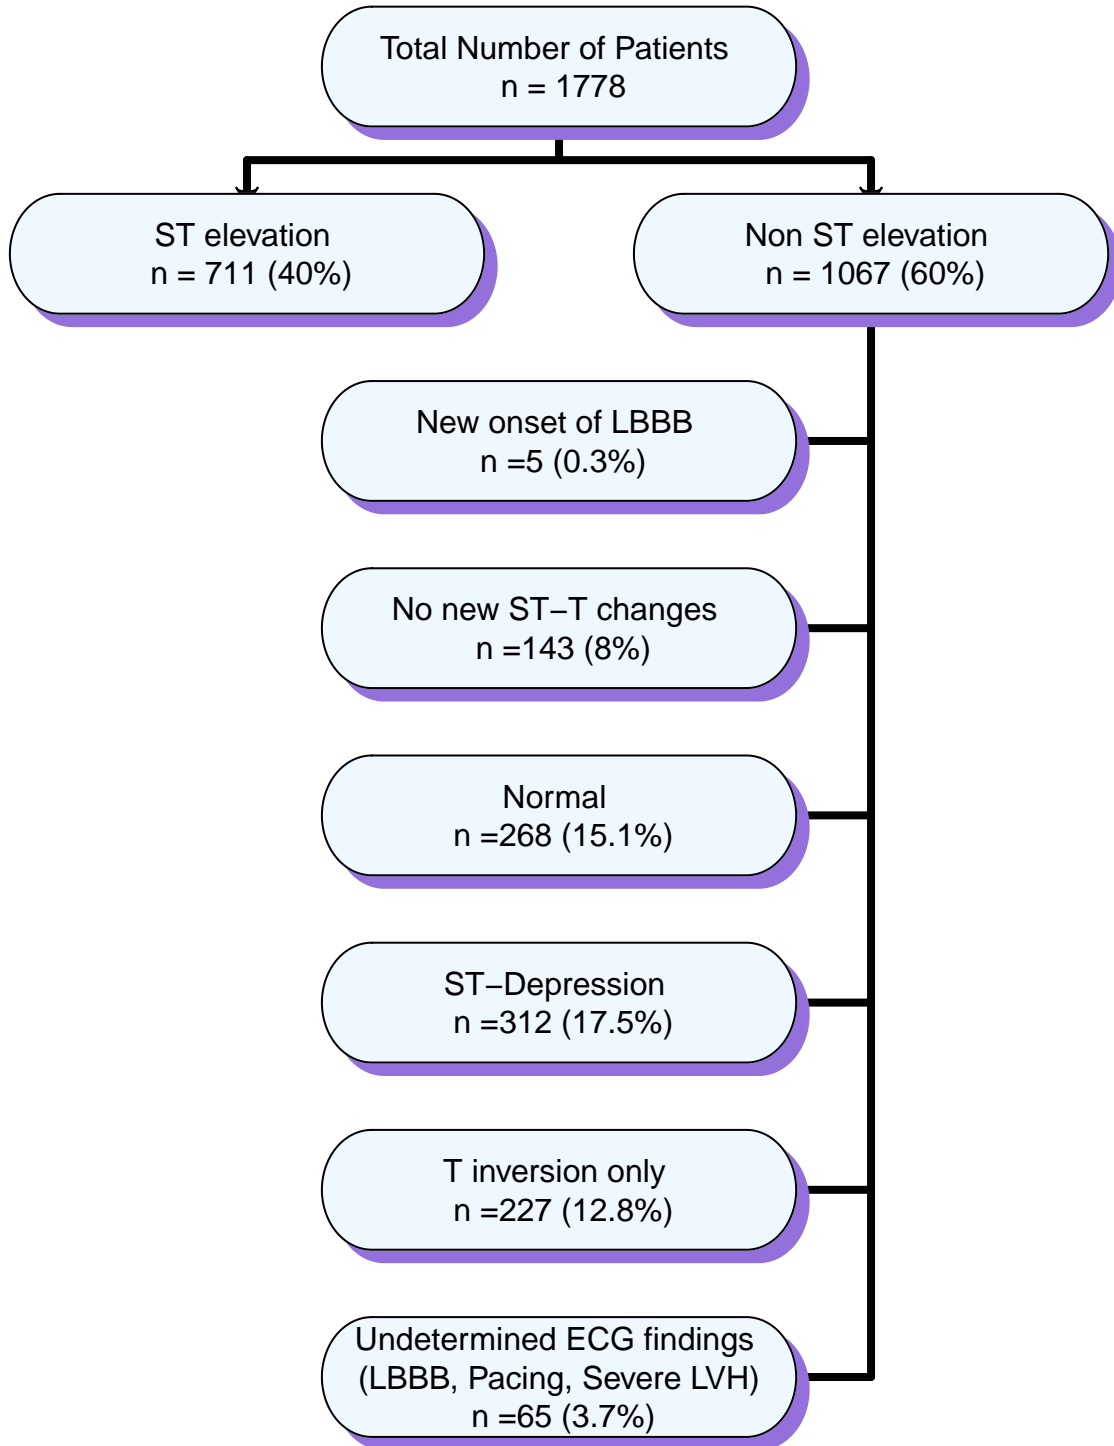 Total Number of Patients
n = 1778
ST elevation
n = 711 (40%)
Non ST elevation
n = 1067 (60%)
New onset of LBBB
n =5 (0.3%)
No new ST−T changes
n =143 (8%)
Normal
n =268 (15.1%)
ST−Depression
n =312 (17.5%)
T inversion only
n =227 (12.8%)
Undetermined ECG findings
(LBBB, Pacing, Severe LVH)
n =65 (3.7%)